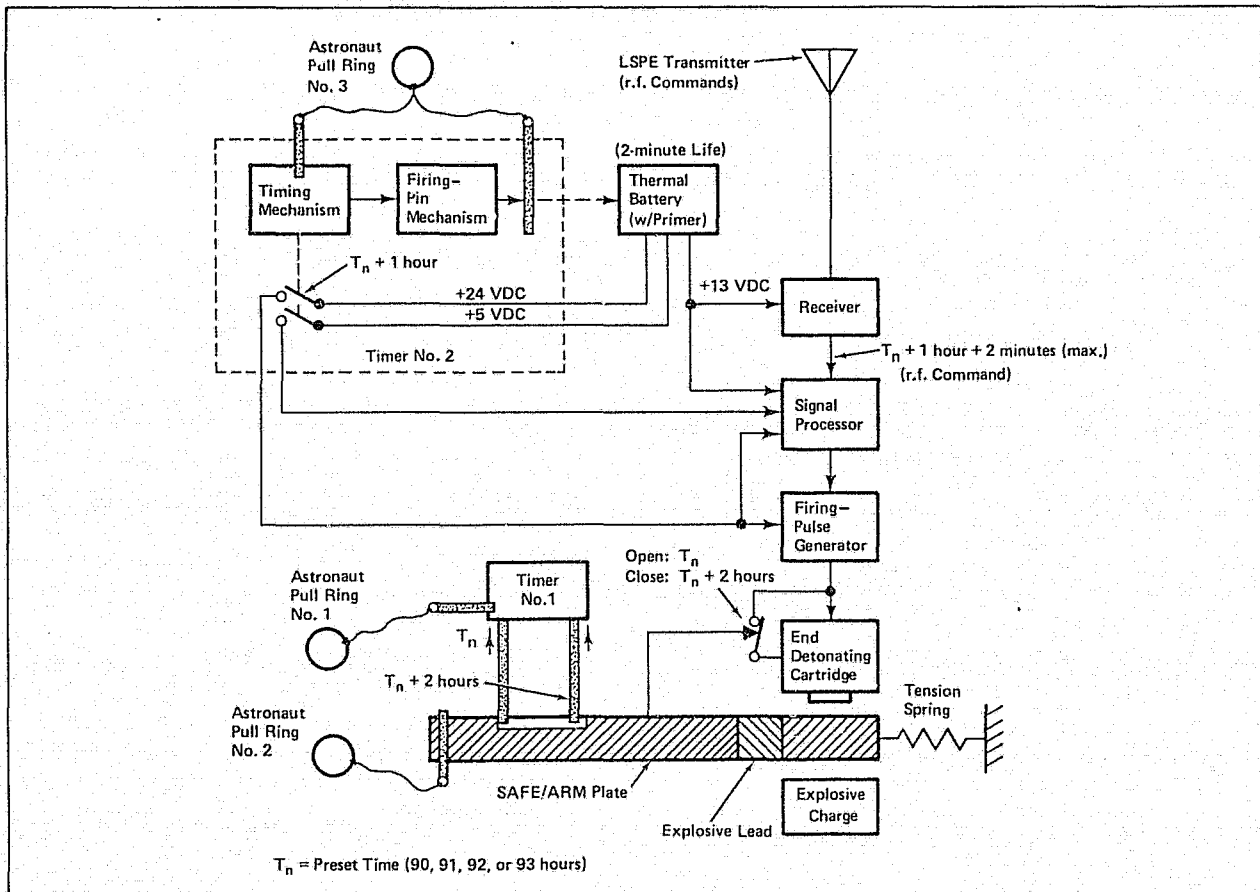 Astronaut
Pull Ring
No. 3
LSPE Transmitter
(r.f. Commands)
(2-minute Life)
Timing
Mechanism
Firing–
Pin
Mechanism
Thermal
Battery
(w/Primer)
Tn + 1 hour
+24 VDC
+13 VDC
+5 VDC
Receiver
Timer No. 2
Tn + 1 hour + 2 minutes (max.)
(r.f. Command)
Signal
Processor
Firing–
Pulse
Generator
Open: Tn
Close: Tn + 2 hours
Astronaut
Pull Ring
No. 1
Timer
No.1
Tn
Tn + 2 hours
End
Detonating
Cartridge
Tension
Spring
Astronaut
Pull Ring
No. 2
SAFE/ARM Plate
Explosive Lead
Explosive
Charge
Tn = Preset Time (90, 91, 92, or 93 hours)